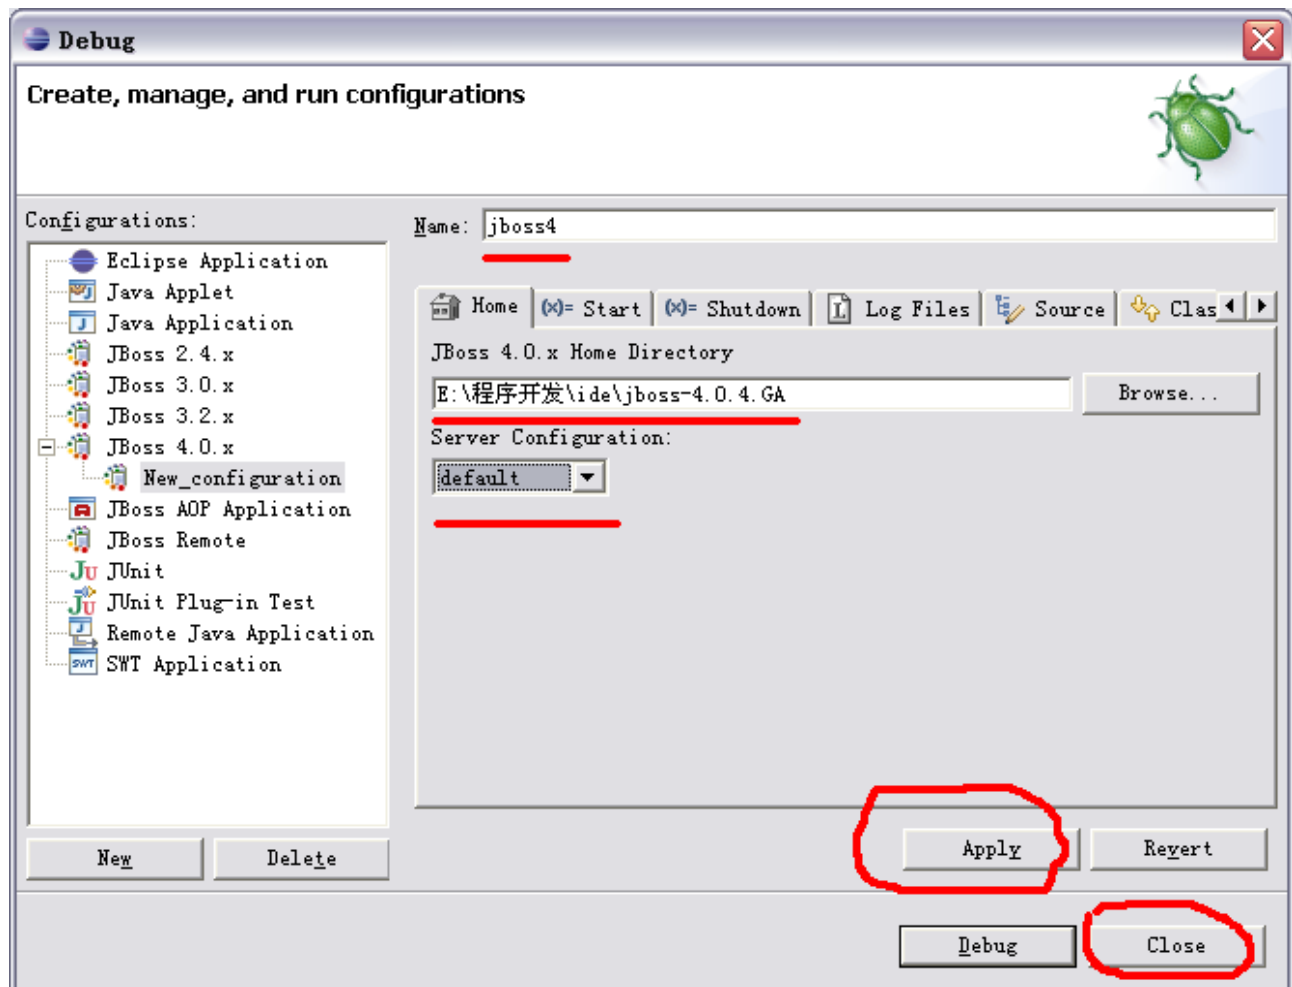 Debug
Create, manage, and run configurations
Configurations:
Eclipse Application
Java Applet
Java Application
JBoss 2.4.x
JBoss 3.0.x
JBoss 3.2.x
JBoss 4.0.x
New_configuration
JBoss AOP Application
JBoss Remote
JUnit
JUnit Plug-in Test
Remote Java Application
SWT Application
New Delete
Name: jboss4
Home (x)= Start (x)= Shutdown Log Files Source Clas
JBoss 4.0.x Home Directory
E:\程序开发\ide\jboss-4.0.4.GA Browse...
Server Configuration:
default
Apply Revert
Debug Close